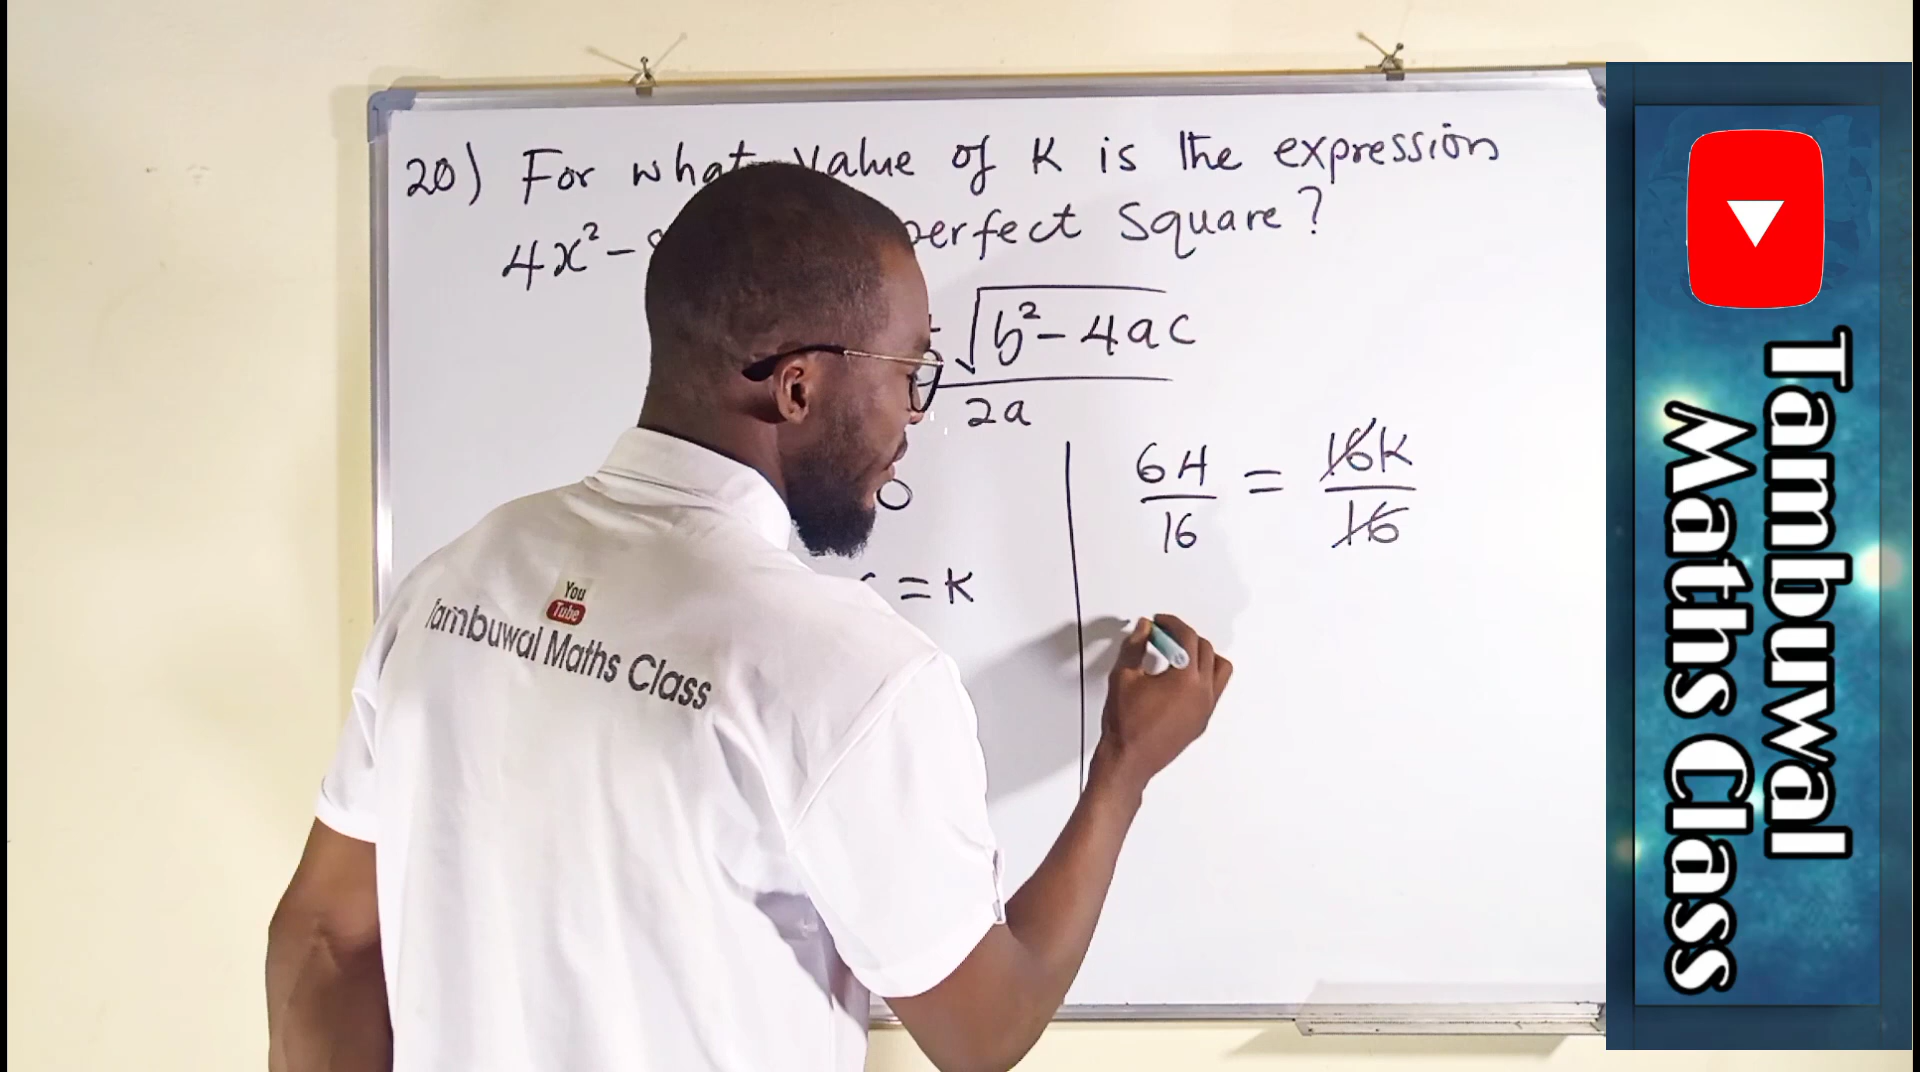 20) For what value of K is the expression
4x² − perfect Square?
√b² − 4ac
2a
= K
64/16 = 16K/16
You
Tube
Tambuwal Maths Class
Tambuwal
Maths Class